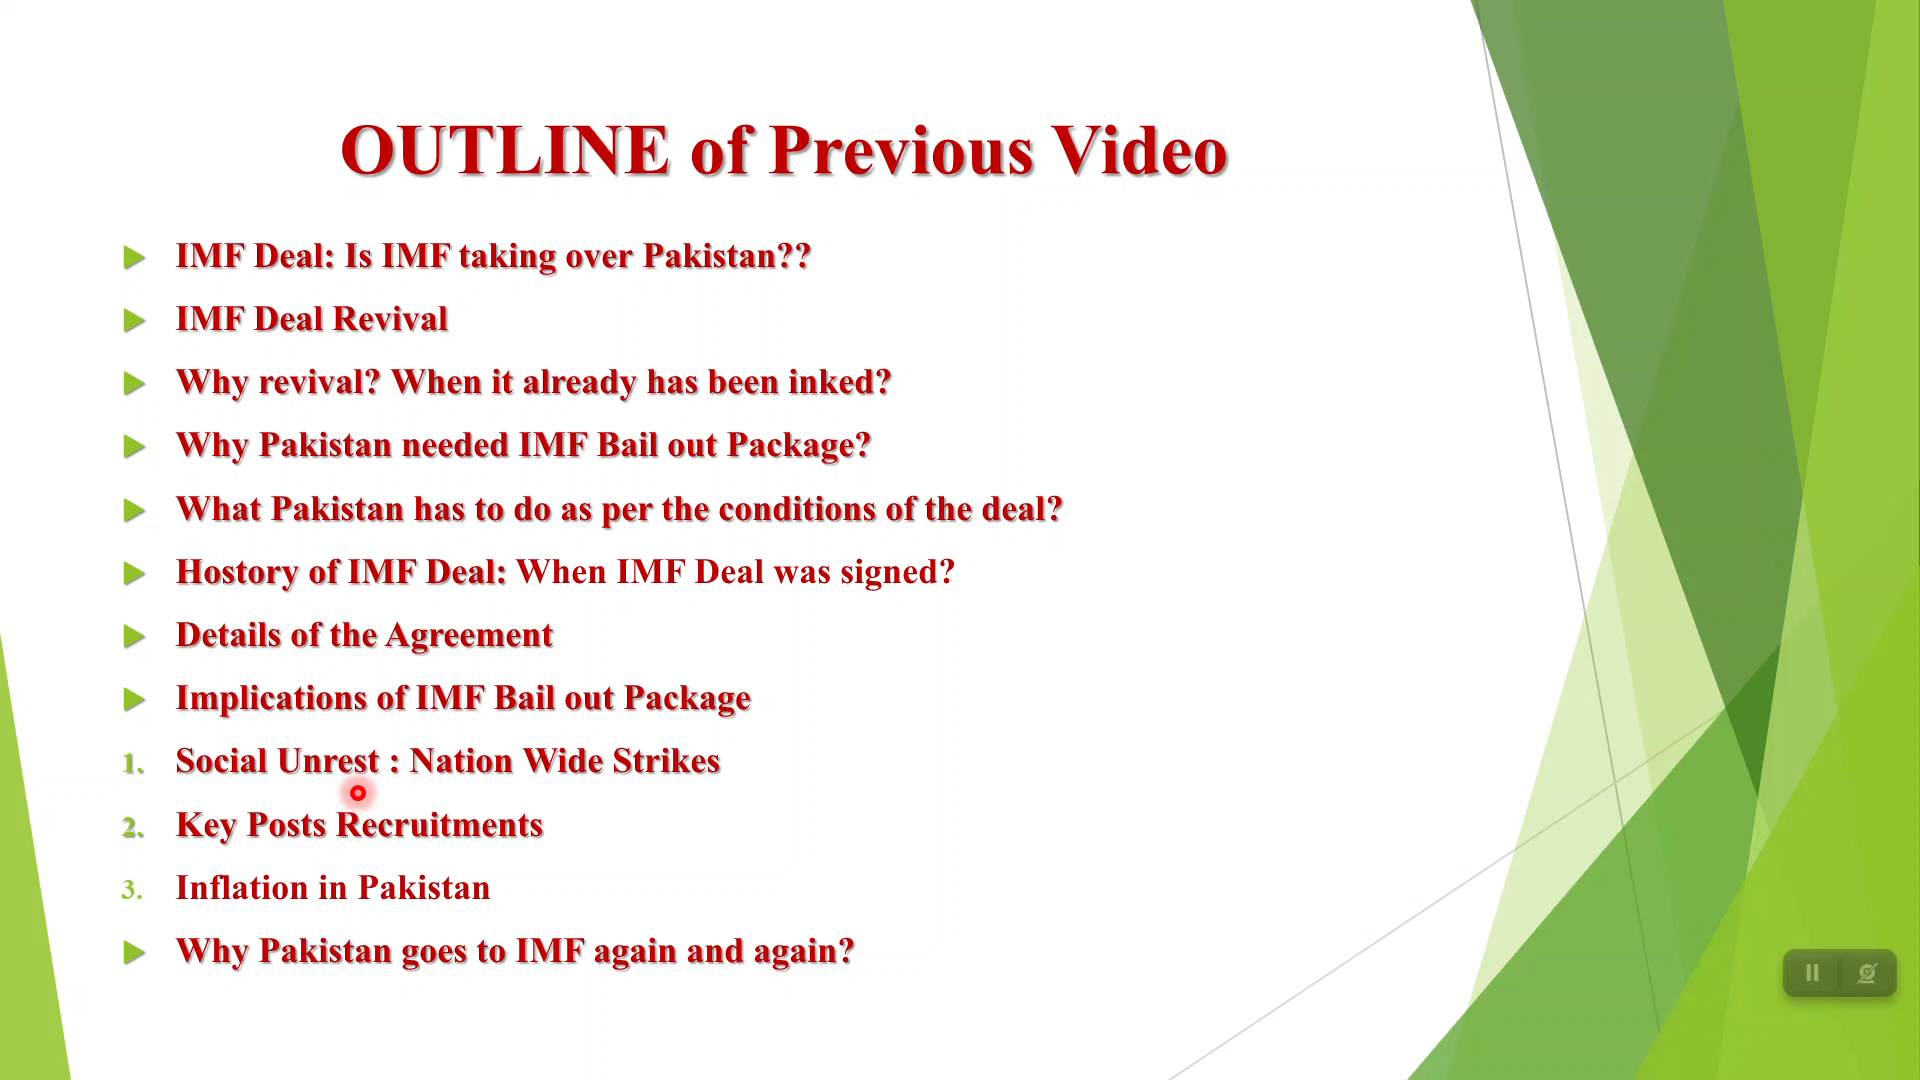 OUTLINE of Previous Video
IMF Deal: Is IMF taking over Pakistan??
IMF Deal Revival
Why revival? When it already has been inked?
Why Pakistan needed IMF Bail out Package?
What Pakistan has to do as per the conditions of the deal?
Hostory of IMF Deal: When IMF Deal was signed?
Details of the Agreement
Implications of IMF Bail out Package
1. Social Unrest : Nation Wide Strikes
2. Key Posts Recruitments
3. Inflation in Pakistan
Why Pakistan goes to IMF again and again?